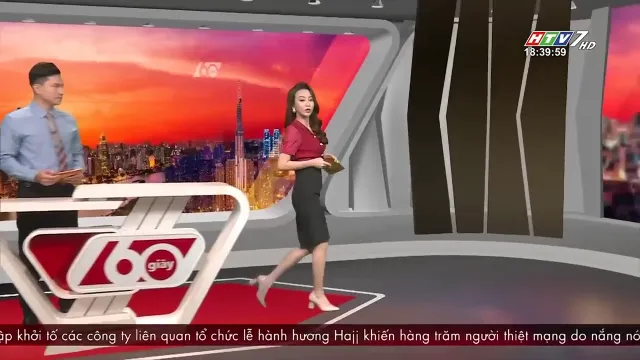 HTV7 HD
18:39:59
60
60 giây
ập khởi tố các công ty liên quan tổ chức lễ hành hương Hajj khiến hàng trăm người thiệt mạng do nắng nó